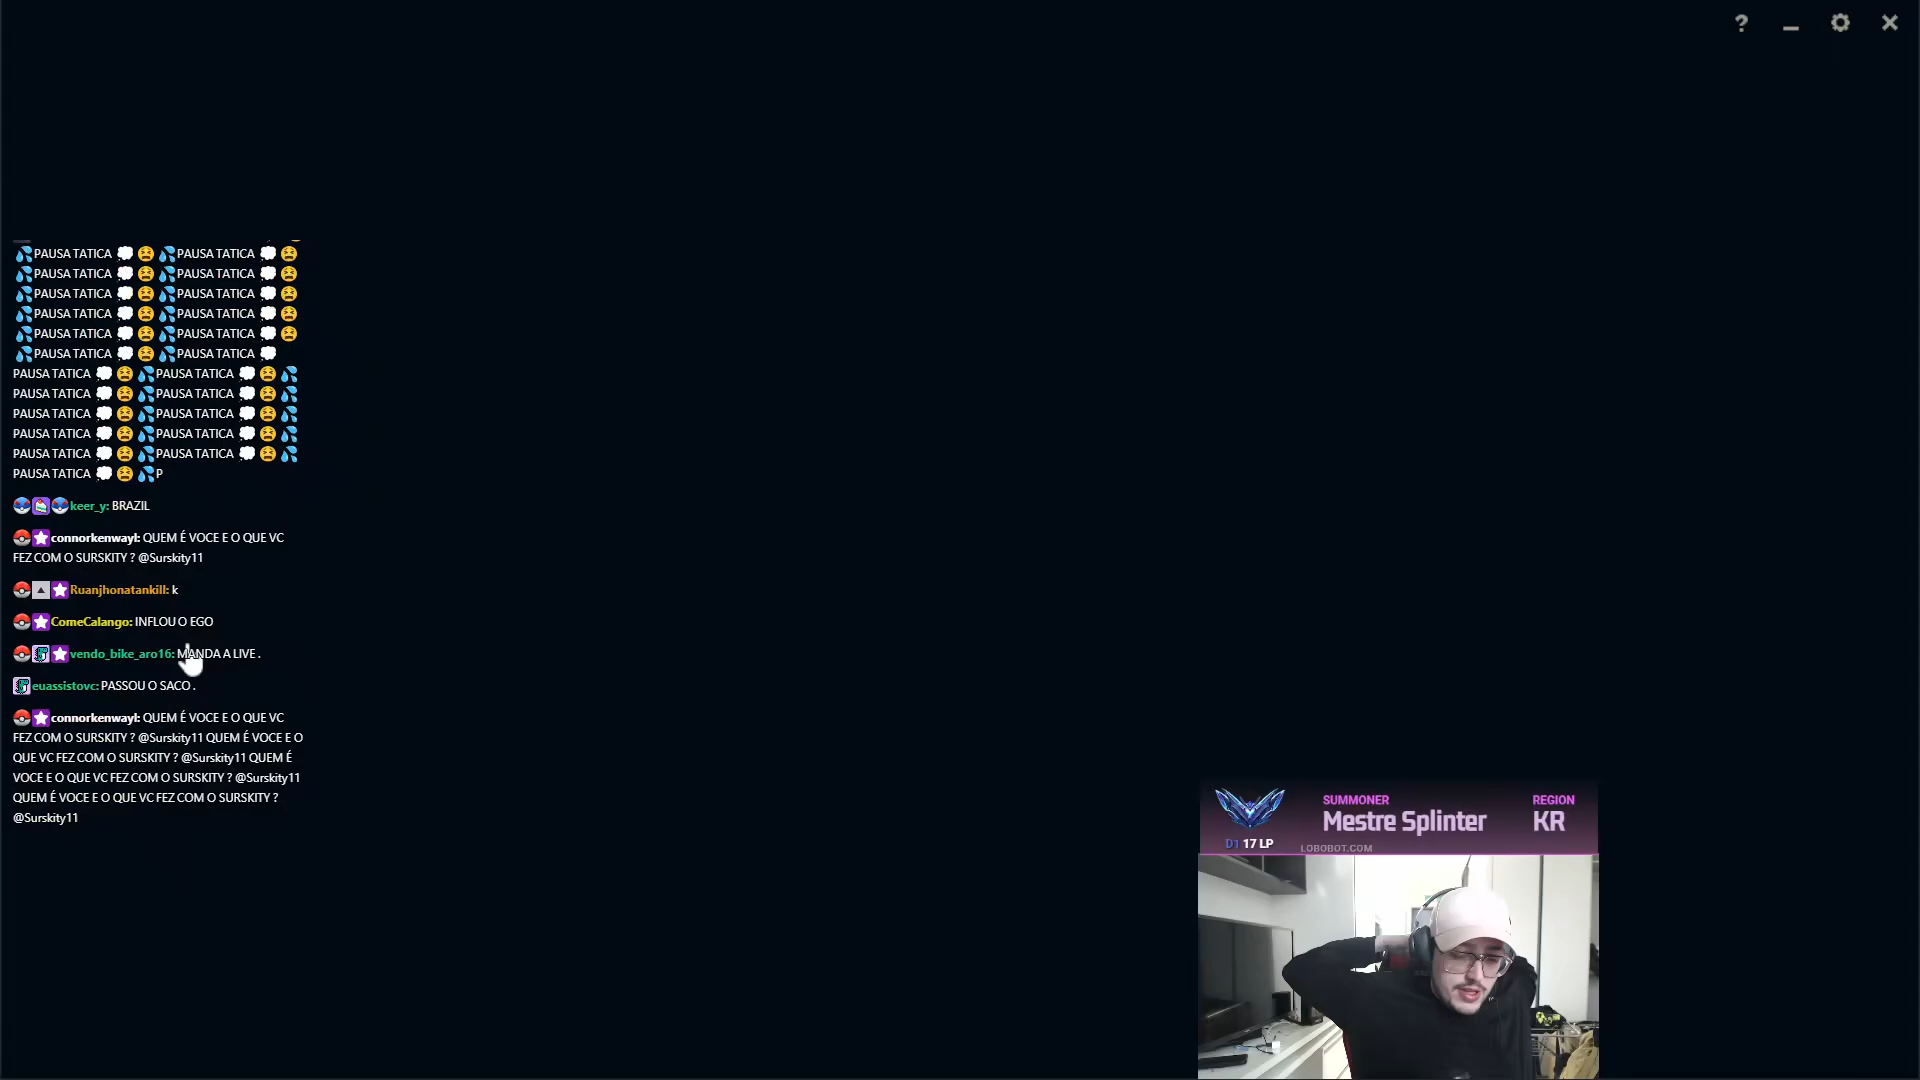 ?
💦PAUSA TATICA 💭 😫 💦PAUSA TATICA 💭 😫
💦PAUSA TATICA 💭 😫 💦PAUSA TATICA 💭 😫
💦PAUSA TATICA 💭 😫 💦PAUSA TATICA 💭 😫
💦PAUSA TATICA 💭 😫 💦PAUSA TATICA 💭 😫
💦PAUSA TATICA 💭 😫 💦PAUSA TATICA 💭 😫
💦PAUSA TATICA 💭 😫 💦PAUSA TATICA 💭
PAUSA TATICA 💭 😫 💦PAUSA TATICA 💭 😫 💦
PAUSA TATICA 💭 😫 💦PAUSA TATICA 💭 😫 💦
PAUSA TATICA 💭 😫 💦PAUSA TATICA 💭 😫 💦
PAUSA TATICA 💭 😫 💦PAUSA TATICA 💭 😫 💦
PAUSA TATICA 💭 😫 💦PAUSA TATICA 💭 😫 💦
PAUSA TATICA 💭 😫 💦P
keer_y: BRAZIL
connorkenwayl: QUEM É VOCE E O QUE VC
FEZ COM O SURSKITY ? @Surskity11
Ruanjhonatankill: k
ComeCalango: INFLOU O EGO
vendo_bike_aro16: MANDA A LIVE .
euassistovc: PASSOU O SACO .
connorkenwayl: QUEM É VOCE E O QUE VC
FEZ COM O SURSKITY ? @Surskity11 QUEM É VOCE E O
QUE VC FEZ COM O SURSKITY ? @Surskity11 QUEM É
VOCE E O QUE VC FEZ COM O SURSKITY ? @Surskity11
QUEM É VOCE E O QUE VC FEZ COM O SURSKITY ?
@Surskity11
SUMMONER
Mestre Splinter
REGION
KR
D1 17 LP
LOBOBOT.COM